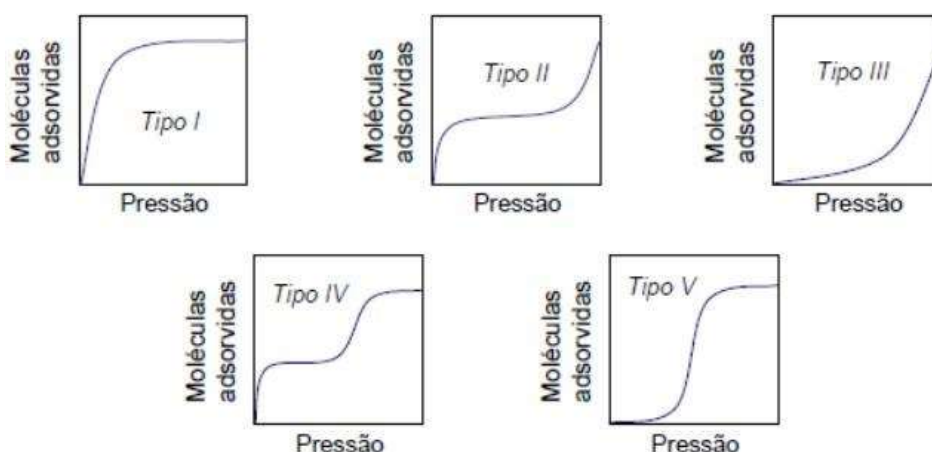 Moléculas
adsorvidas
Tipo I
Pressão
Moléculas
adsorvidas
Tipo II
Pressão
Moléculas
adsorvidas
Tipo III
Pressão
Moléculas
adsorvidas
Tipo IV
Pressão
Moléculas
adsorvidas
Tipo V
Pressão